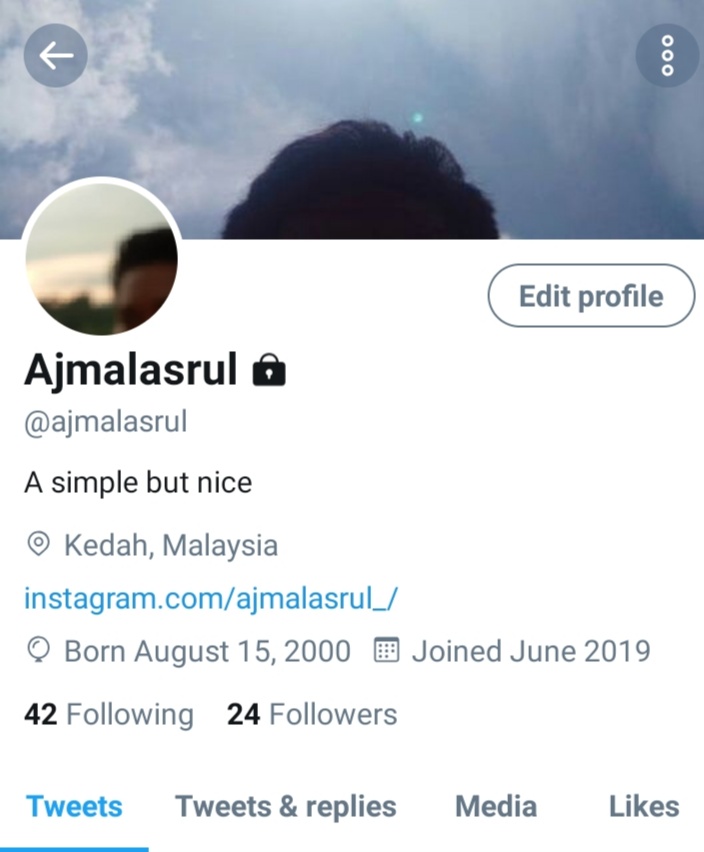 Edit profile
Ajmalasrul
@ajmalasrul
A simple but nice
Kedah, Malaysia
instagram.com/ajmalasrul_/
Born August 15, 2000 Joined June 2019
42 Following 24 Followers
Tweets Tweets & replies Media Likes